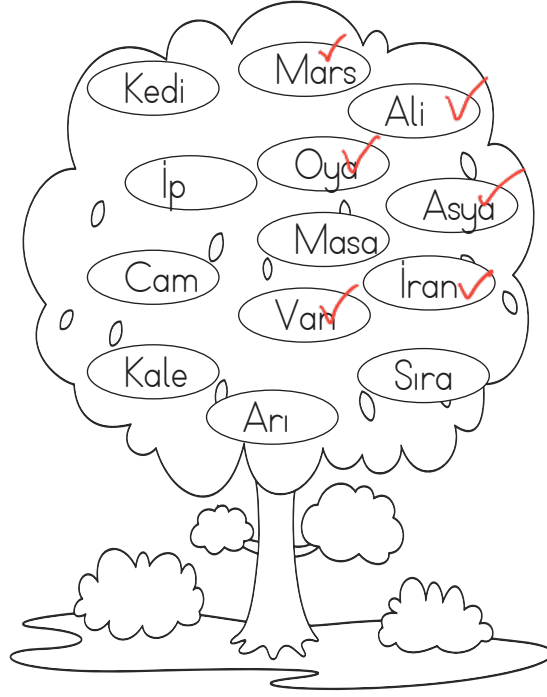 Kedi
Mars
Ali
Oya
İp
Asya
Masa
Cam
İran
Van
Kale
Sıra
Arı